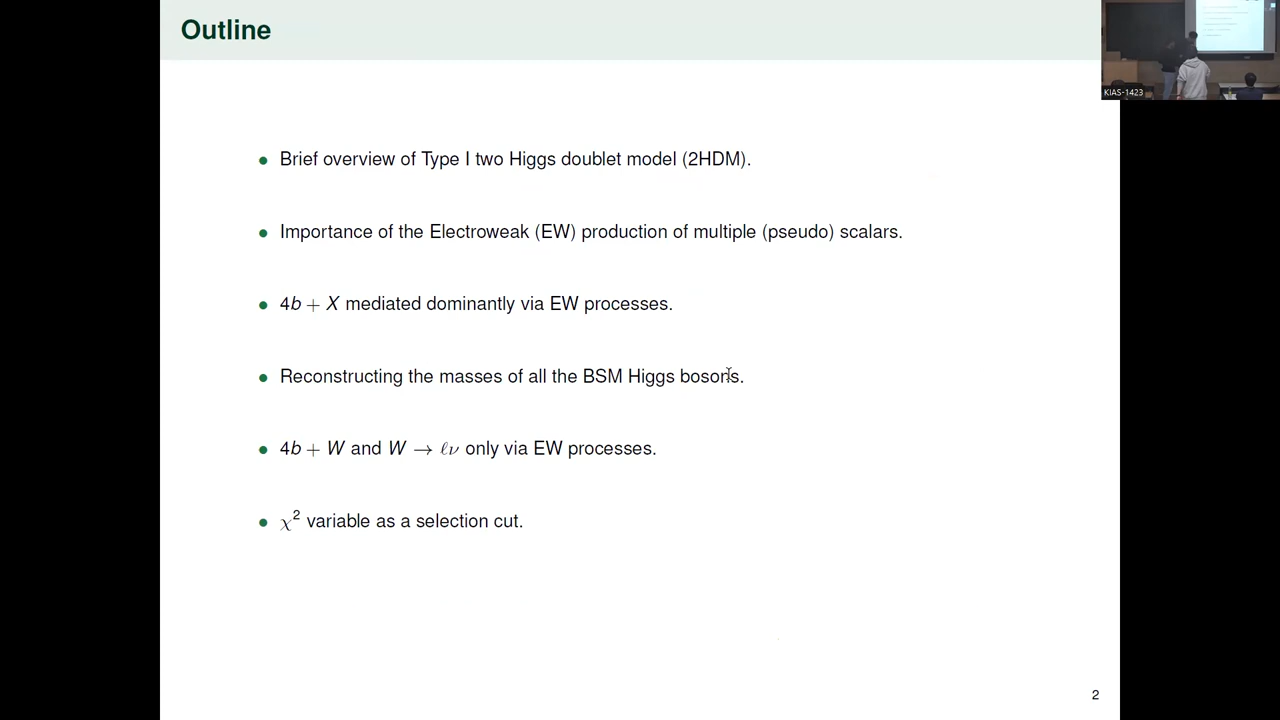 Outline
KIAS-1423
• Brief overview of Type I two Higgs doublet model (2HDM).
• Importance of the Electroweak (EW) production of multiple (pseudo) scalars.
• 4b + X mediated dominantly via EW processes.
• Reconstructing the masses of all the BSM Higgs bosons.
• 4b + W and W → ℓν only via EW processes.
• χ² variable as a selection cut.
2